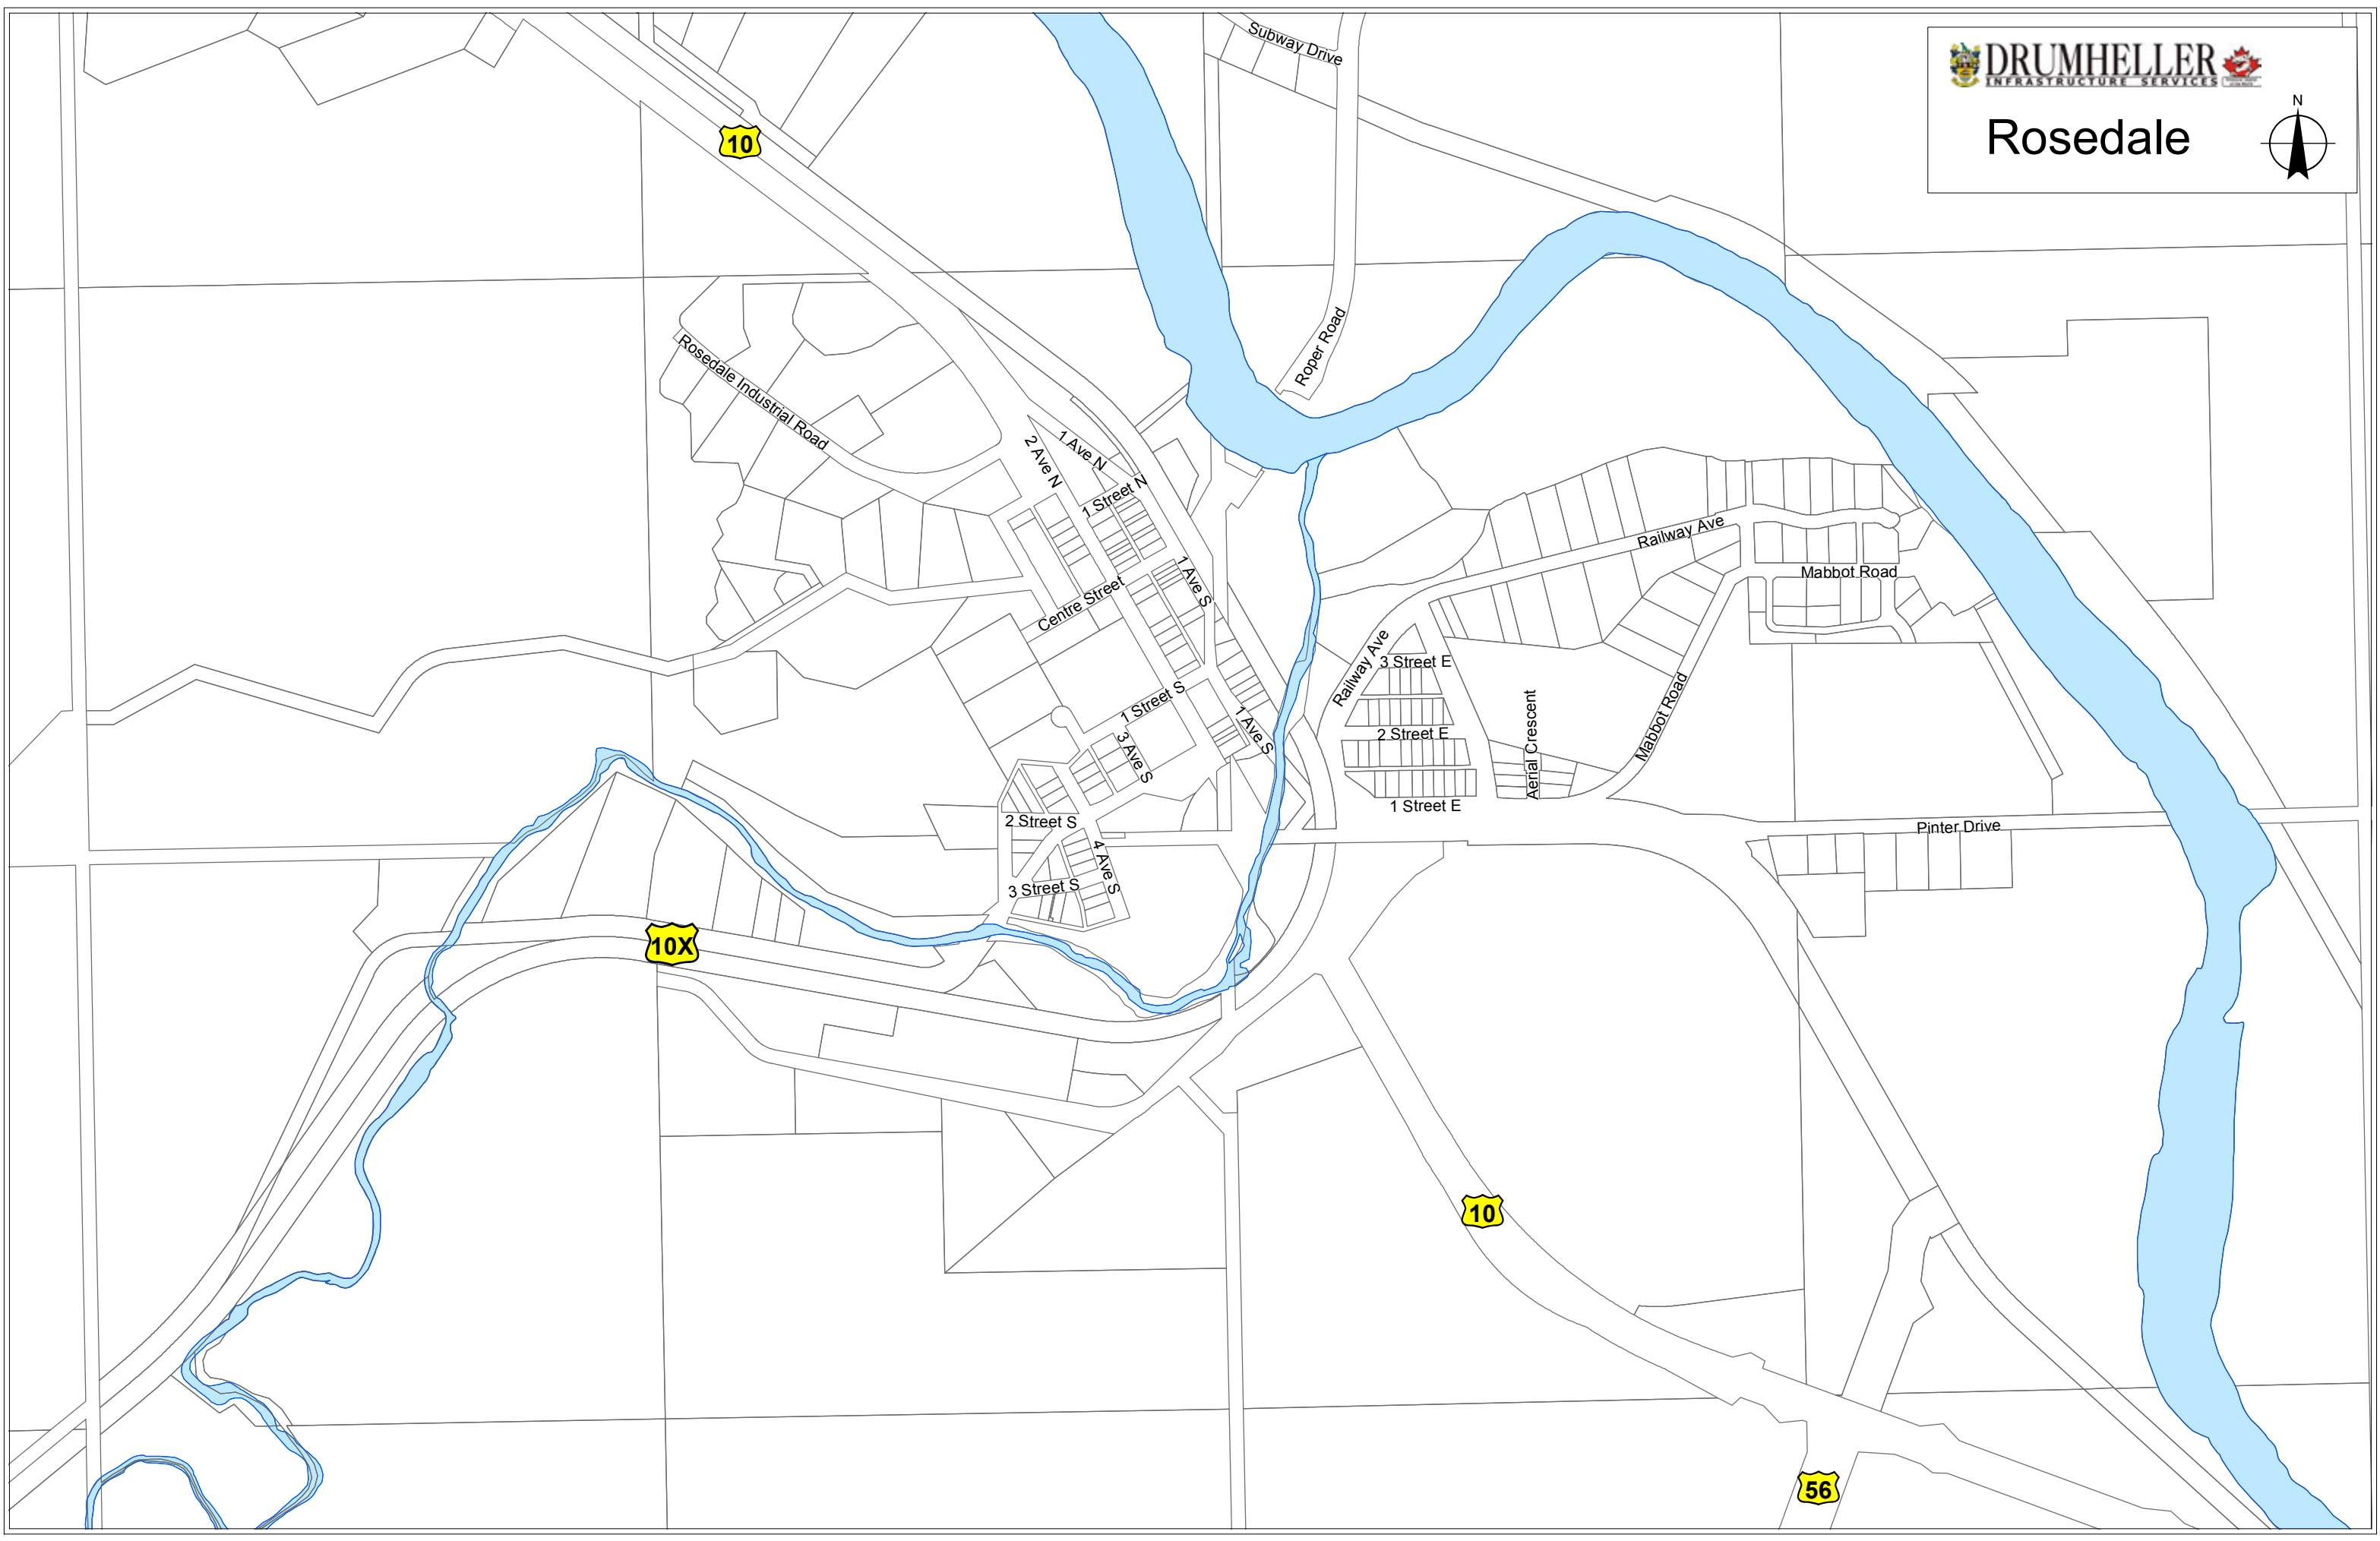 Subway Drive
DRUMHELLER
INFRASTRUCTURE SERVICES
Rosedale
N
10
Roper Road
Rosedale Industrial Road
1 Ave N
2 Ave N
1 Street N
Railway Ave
Mabbot Road
1 Ave S
Centre Street
Railway Ave
3 Street E
1 Street S
Mabbot Road
1 Ave S
2 Street E
Aerial Crescent
3 Ave S
1 Street E
2 Street S
Pinter Drive
4 Ave S
3 Street S
10X
10
56